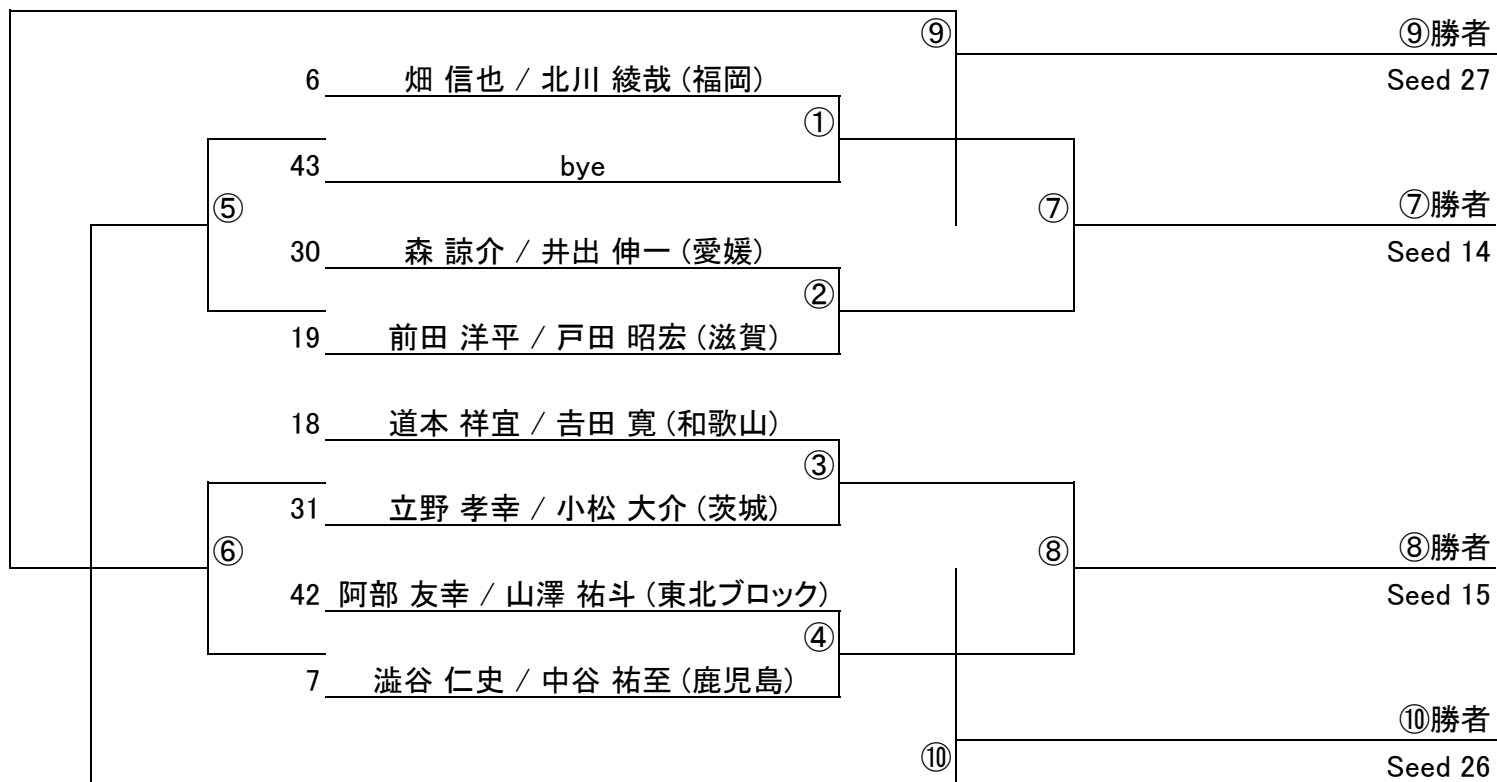 ⑨ ⑨勝者
6 畑 信也 / 北川 綾哉 (福岡) Seed 27
①
43 bye
⑤ ⑦ ⑦勝者
30 森 諒介 / 井出 伸一 (愛媛) Seed 14
②
19 前田 洋平 / 戸田 昭宏 (滋賀)
18 道本 祥宜 / 𠮷田 寛 (和歌山)
③
31 立野 孝幸 / 小松 大介 (茨城)
⑥ ⑧ ⑧勝者
42 阿部 友幸 / 山澤 祐斗 (東北ブロック) Seed 15
④
7 澁谷 仁史 / 中谷 祐至 (鹿児島)
⑩勝者
⑩ Seed 26